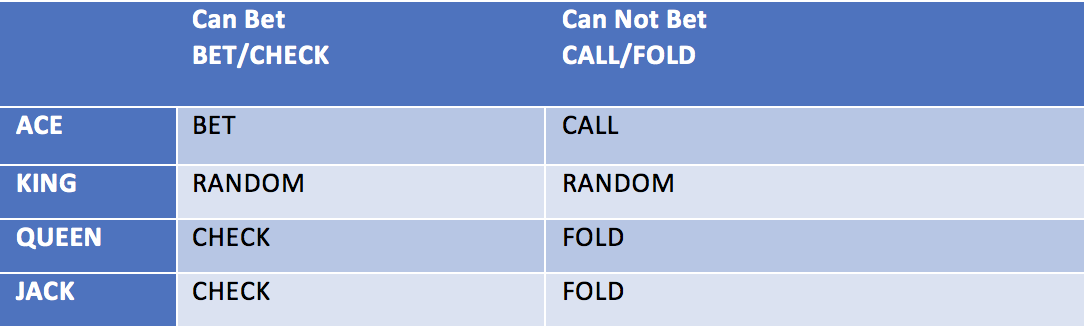 Can Bet Can Not Bet
BET/CHECK CALL/FOLD
ACE BET CALL
KING RANDOM RANDOM
QUEEN CHECK FOLD
JACK CHECK FOLD